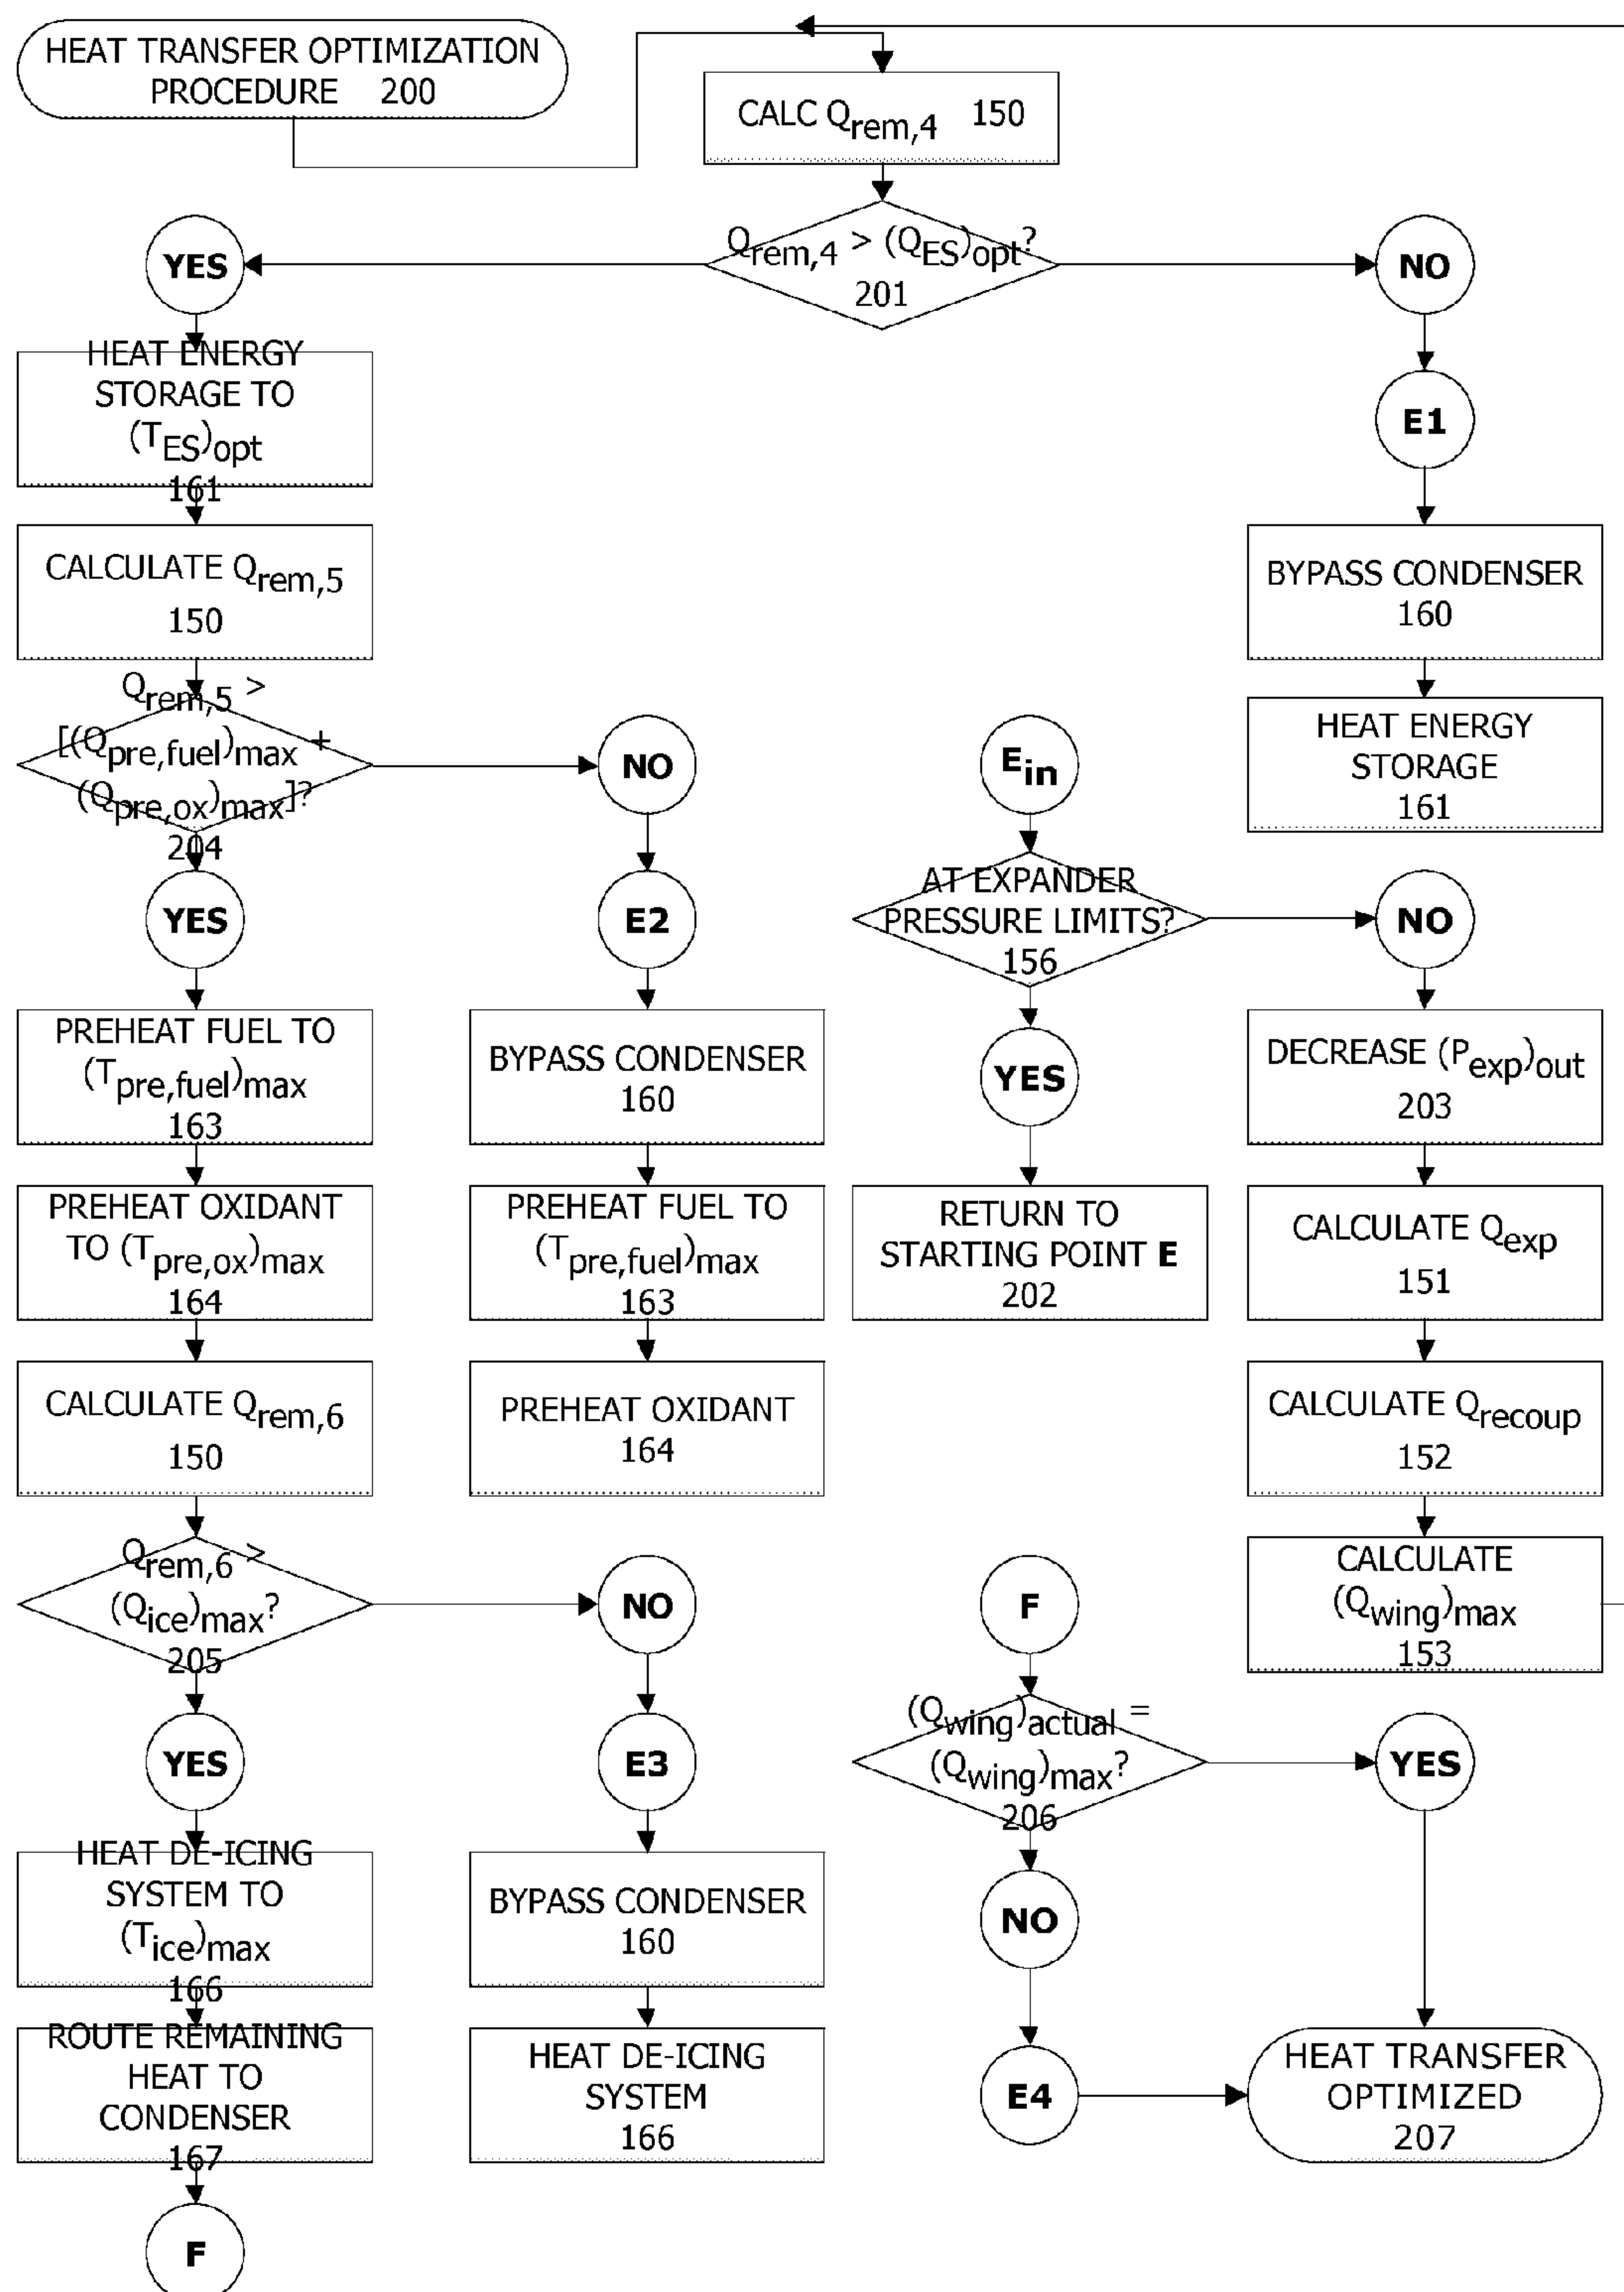 HEAT TRANSFER OPTIMIZATION
PROCEDURE 200
CALC Qrem,4 150
Qrem,4 > (QES)opt?
201
YES
NO
HEAT ENERGY
STORAGE TO
(TES)opt
161
E1
CALCULATE Qrem,5
150
BYPASS CONDENSER
160
Qrem,5 >
[(Qpre,fuel)max +
(Qpre,ox)max]?
204
NO
Ein
HEAT ENERGY
STORAGE
161
YES
E2
AT EXPANDER
PRESSURE LIMITS?
156
NO
PREHEAT FUEL TO
(Tpre,fuel)max
163
BYPASS CONDENSER
160
YES
DECREASE (Pexp)out
203
PREHEAT OXIDANT
TO (Tpre,ox)max
164
PREHEAT FUEL TO
(Tpre,fuel)max
163
RETURN TO
STARTING POINT E
202
CALCULATE Qexp
151
CALCULATE Qrem,6
150
PREHEAT OXIDANT
164
CALCULATE Qrecoup
152
Qrem,6 >
(Qice)max?
205
NO
F
CALCULATE
(Qwing)max
153
YES
E3
(Qwing)actual =
(Qwing)max?
206
YES
HEAT DE-ICING
SYSTEM TO
(Tice)max
166
BYPASS CONDENSER
160
NO
ROUTE REMAINING
HEAT TO
CONDENSER
167
HEAT DE-ICING
SYSTEM
166
E4
HEAT TRANSFER
OPTIMIZED
207
F